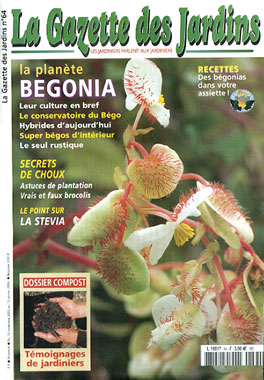 La Gazette des Jardins
LES JARDINIERS PARLENT AUX JARDINIERS
La Gazette des Jardins n°64
la planète
BEGONIA
Leur culture en bref
Le conservatoire du Bégo
Hybrides d'aujourd'hui
Super bégos d'intérieur
Le seul rustique
RECETTES
Des bégonias
dans votre
assiette !
SECRETS
DE CHOUX
Astuces de plantation
Vrais et faux brocolis
LE POINT SUR
LA STEVIA
DOSSIER COMPOST
Témoignages
de jardiniers